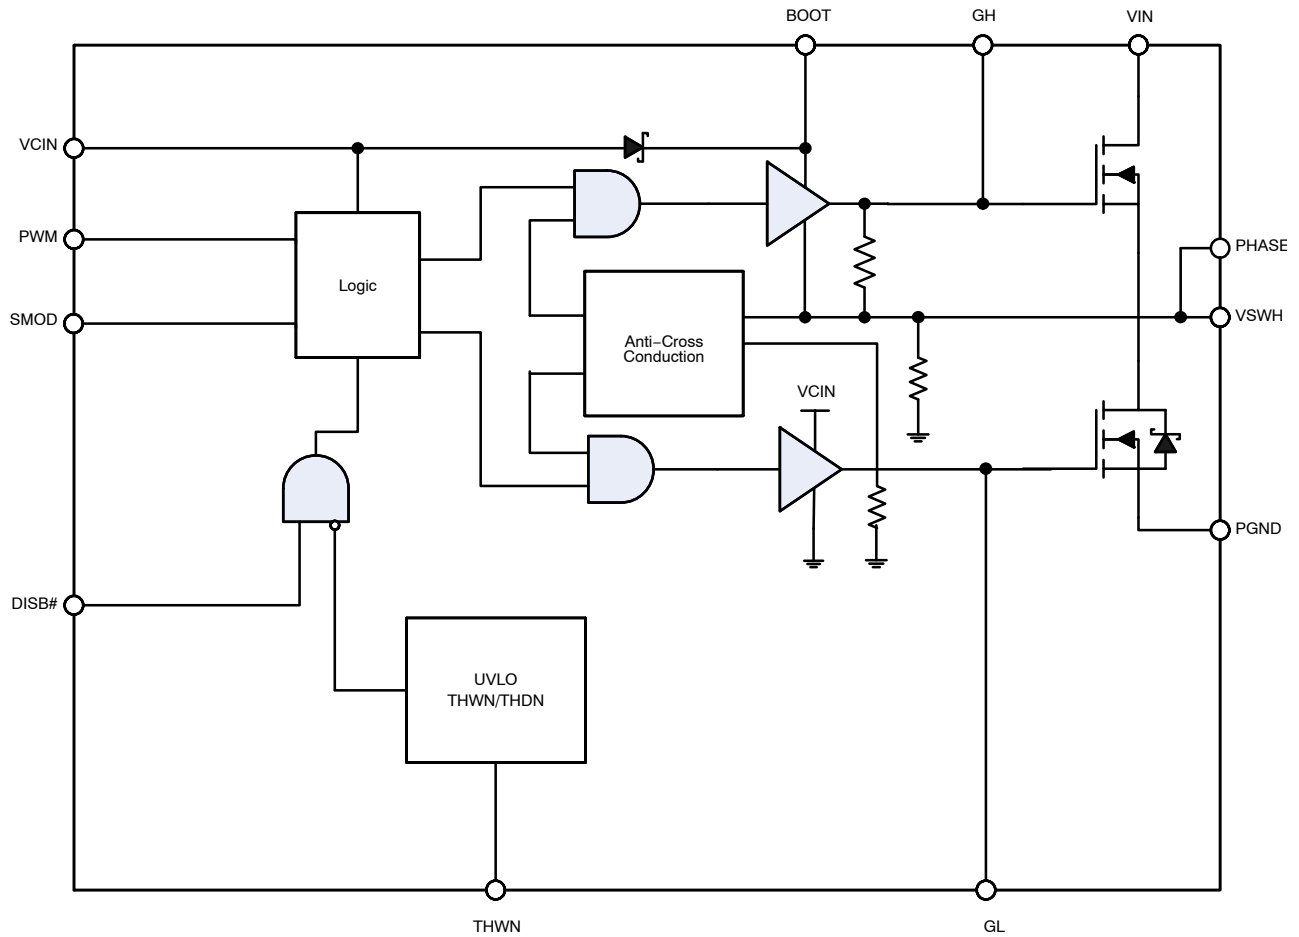 BOOT
GH
VIN
VCIN
PWM
PHASE
Logic
SMOD
VSWH
Anti–Cross
Conduction
VCIN
PGND
DISB#
UVLO
THWN/THDN
THWN
GL